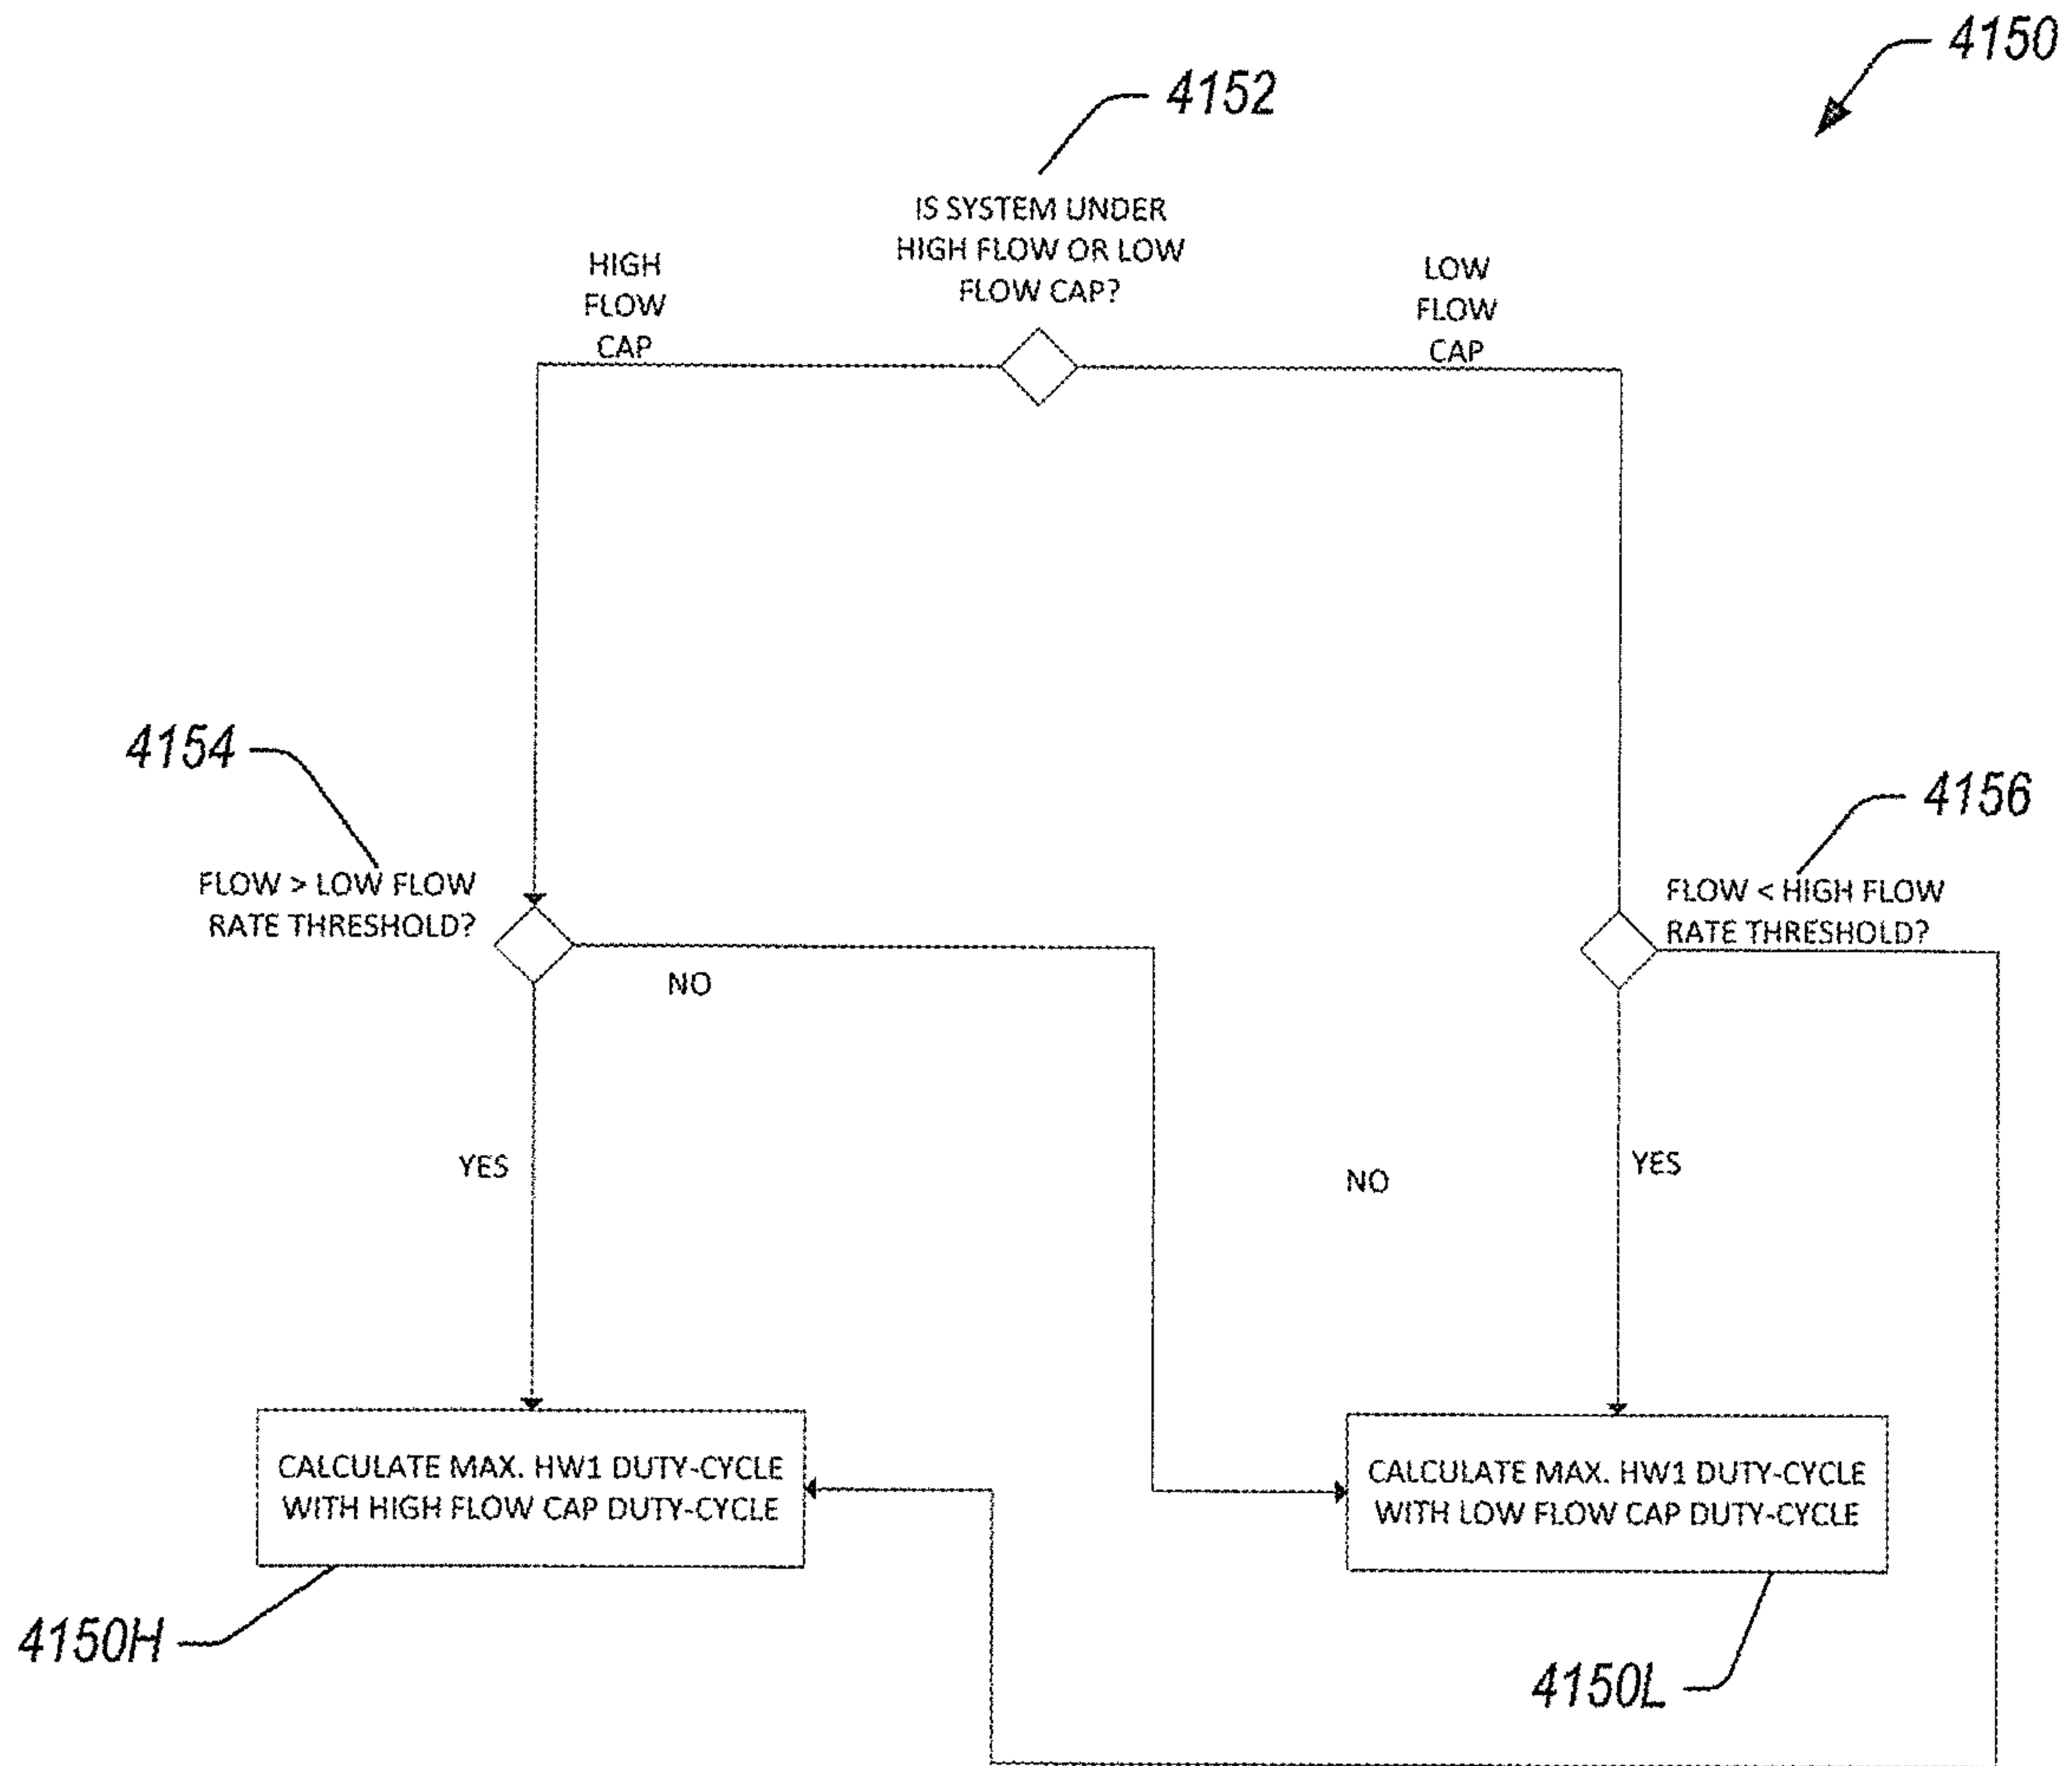 4150
4152
IS SYSTEM UNDER
HIGH FLOW OR LOW
FLOW CAP?
HIGH
FLOW
CAP
LOW
FLOW
CAP
4154
4156
FLOW > LOW FLOW
RATE THRESHOLD?
FLOW < HIGH FLOW
RATE THRESHOLD?
NO
YES
NO
YES
CALCULATE MAX. HW1 DUTY-CYCLE
WITH HIGH FLOW CAP DUTY-CYCLE
CALCULATE MAX. HW1 DUTY-CYCLE
WITH LOW FLOW CAP DUTY-CYCLE
4150H
4150L